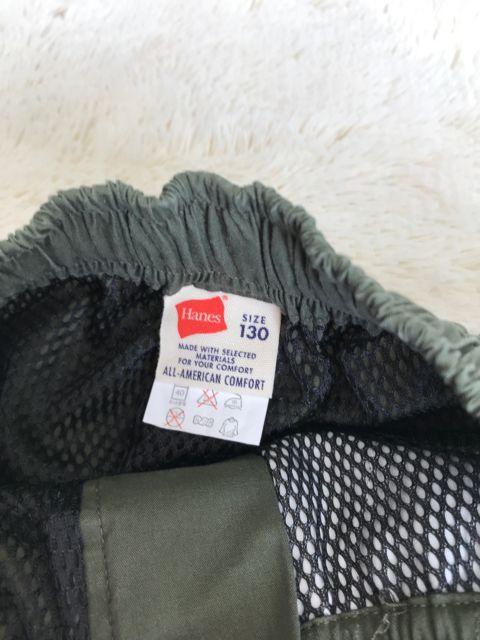 Hanes
SIZE
130
MADE WITH SELECTED
MATERIALS
FOR YOUR COMFORT
ALL-AMERICAN COMFORT
40